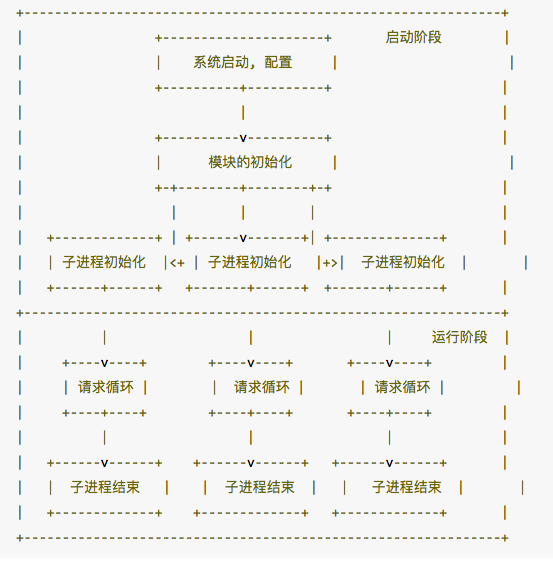 启动阶段
系统启动, 配置
模块的初始化
子进程初始化 子进程初始化 子进程初始化
运行阶段
请求循环 请求循环 请求循环
子进程结束 子进程结束 子进程结束